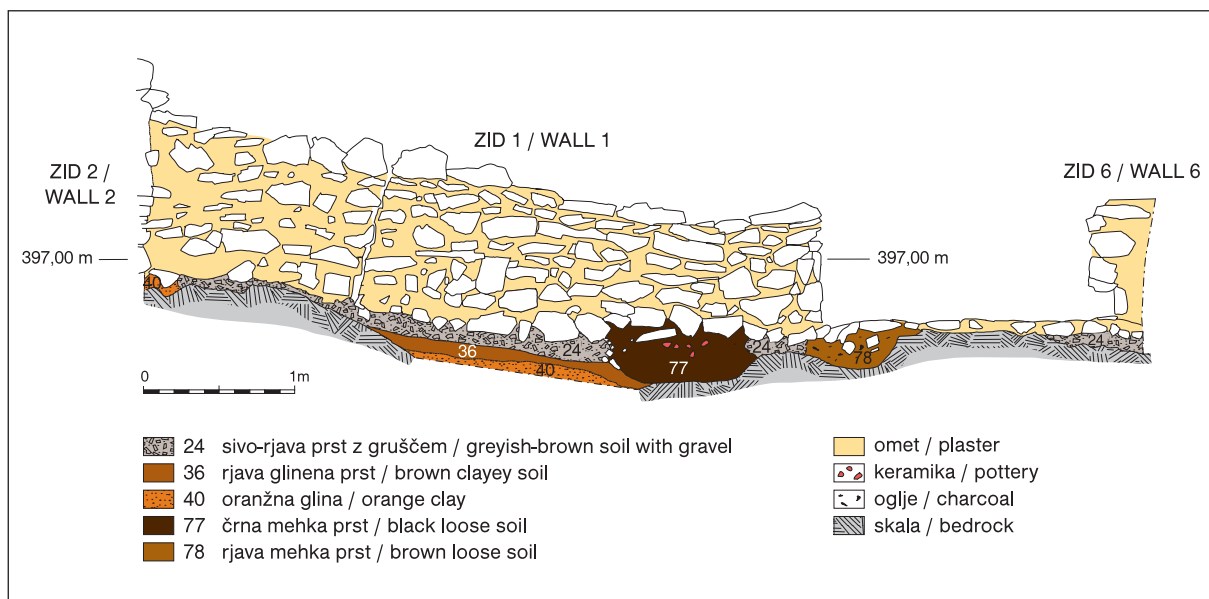 ZID 1 / WALL 1
ZID 2 /
WALL 2
ZID 6 / WALL 6
397,00 m
397,00 m
40
36
24
40
77
24
78
24
0 1m
24 sivo-rjava prst z gruščem / greyish-brown soil with gravel
36 rjava glinena prst / brown clayey soil
40 oranžna glina / orange clay
77 črna mehka prst / black loose soil
78 rjava mehka prst / brown loose soil
omet / plaster
keramika / pottery
oglje / charcoal
skala / bedrock